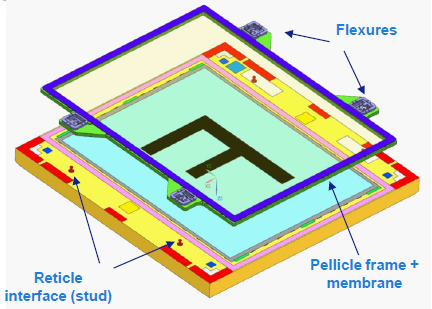 Flexures
Pellicle frame +
membrane
Reticle
interface (stud)